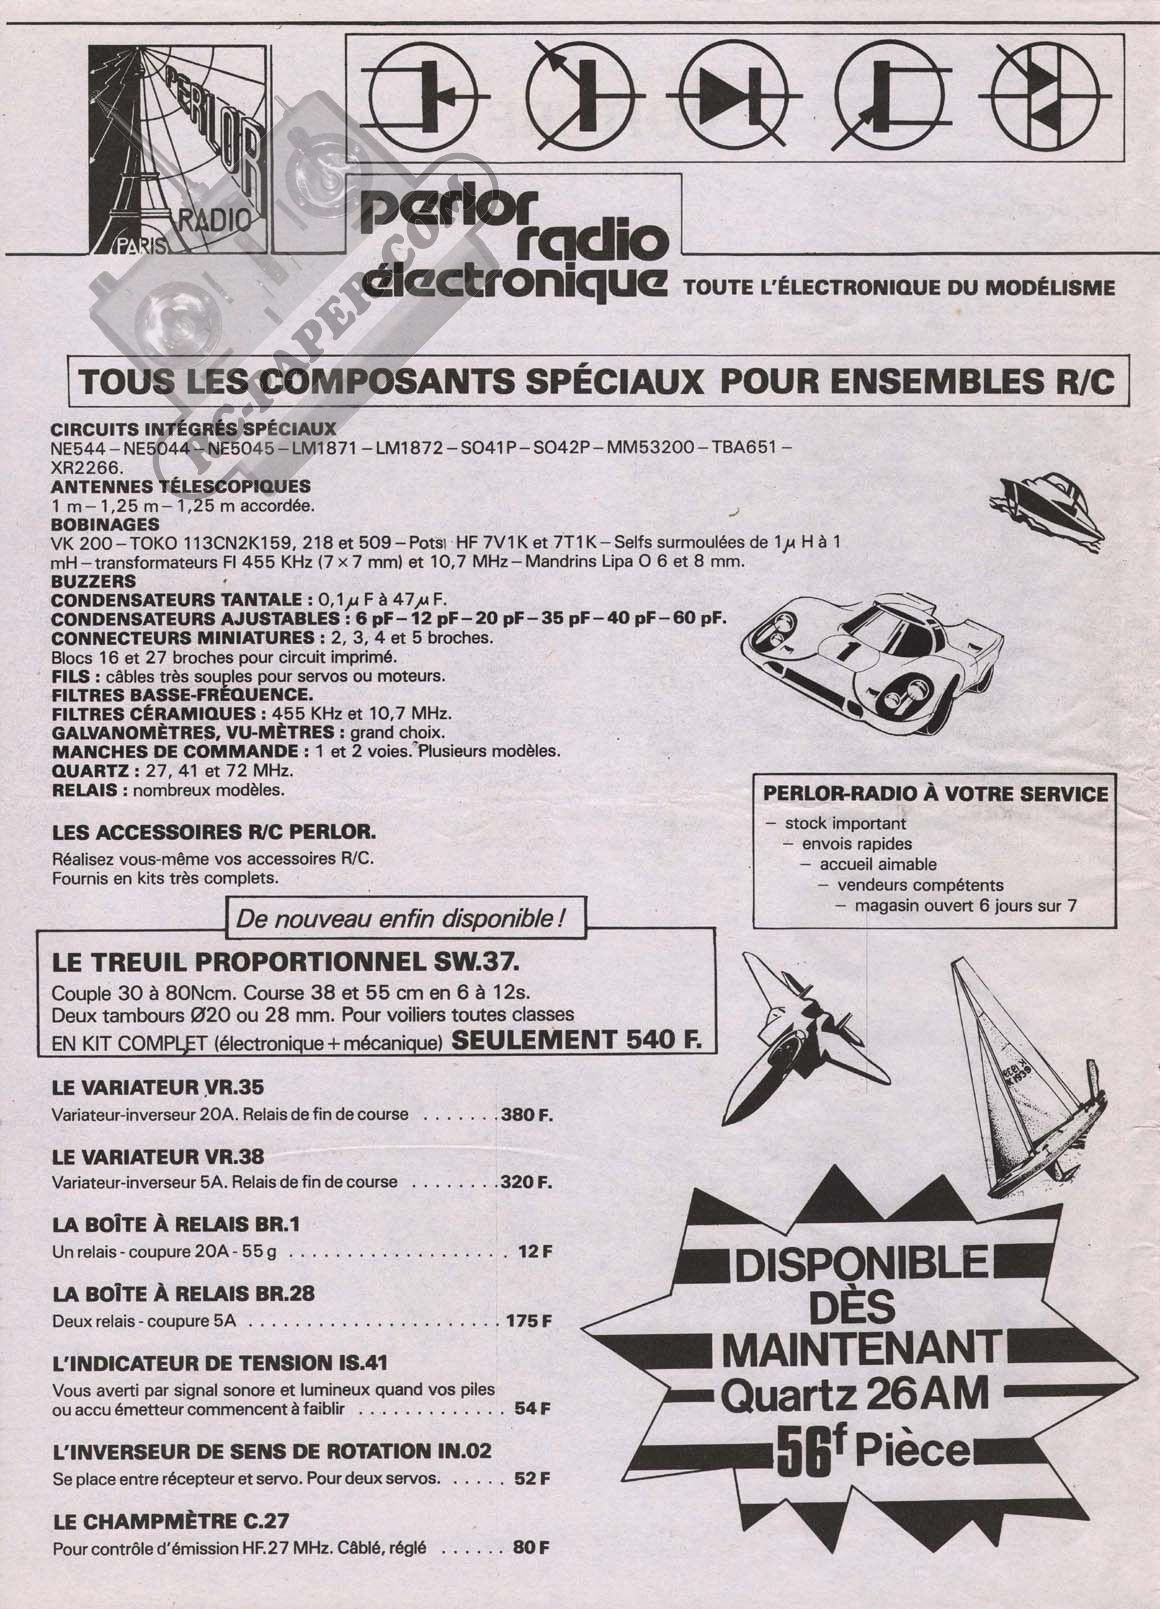 PERLOR
RADIO
PARIS
perlor
radio
électronique
TOUTE L'ÉLECTRONIQUE DU MODÉLISME
RC-PAPER.COM
TOUS LES COMPOSANTS SPÉCIAUX POUR ENSEMBLES R/C
CIRCUITS INTÉGRÉS SPÉCIAUX
NE544 – NE5044 – NE5045 – LM1871 – LM1872 – SO41P – SO42P – MM53200 – TBA651 –
XR2266.
ANTENNES TÉLESCOPIQUES
1 m – 1,25 m – 1,25 m accordée.
BOBINAGES
VK 200 – TOKO 113CN2K159, 218 et 509 – Pots HF 7V1K et 7T1K – Selfs surmoulées de 1 µ H à 1
mH – transformateurs FI 455 KHz (7 × 7 mm) et 10,7 MHz – Mandrins Lipa O 6 et 8 mm.
BUZZERS
CONDENSATEURS TANTALE : 0,1 µ F à 47 µ F.
CONDENSATEURS AJUSTABLES : 6 pF – 12 pF – 20 pF – 35 pF – 40 pF – 60 pF.
CONNECTEURS MINIATURES : 2, 3, 4 et 5 broches.
Blocs 16 et 27 broches pour circuit imprimé.
FILS : câbles très souples pour servos ou moteurs.
FILTRES BASSE-FRÉQUENCE.
FILTRES CÉRAMIQUES : 455 KHz et 10,7 MHz.
GALVANOMÈTRES, VU-MÈTRES : grand choix.
MANCHES DE COMMANDE : 1 et 2 voies. Plusieurs modèles.
QUARTZ : 27, 41 et 72 MHz.
RELAIS : nombreux modèles.
1
1
LES ACCESSOIRES R/C PERLOR.
Réalisez vous-même vos accessoires R/C.
Fournis en kits très complets.
PERLOR-RADIO À VOTRE SERVICE
– stock important
– envois rapides
– accueil aimable
– vendeurs compétents
– magasin ouvert 6 jours sur 7
De nouveau enfin disponible !
LE TREUIL PROPORTIONNEL SW.37.
Couple 30 à 80Ncm. Course 38 et 55 cm en 6 à 12s.
Deux tambours Ø20 ou 28 mm. Pour voiliers toutes classes
EN KIT COMPLET (électronique + mécanique) SEULEMENT 540 F.
LE VARIATEUR VR.35
Variateur-inverseur 20A. Relais de fin de course . . . . . . . 380 F.
LE VARIATEUR VR.38
Variateur-inverseur 5A. Relais de fin de course . . . . . . . . 320 F.
LA BOÎTE À RELAIS BR.1
Un relais - coupure 20A - 55 g . . . . . . . . . . . . . . . . . . . 12 F
LA BOÎTE À RELAIS BR.28
Deux relais - coupure 5A . . . . . . . . . . . . . . . . . . . . . . 175 F
L'INDICATEUR DE TENSION IS.41
Vous averti par signal sonore et lumineux quand vos piles
ou accu émetteur commencent à faiblir . . . . . . . . . . . . . 54 F
L'INVERSEUR DE SENS DE ROTATION IN.02
Se place entre récepteur et servo. Pour deux servos. . . . . . 52 F
LE CHAMPMÈTRE C.27
Pour contrôle d'émission HF.27 MHz. Câblé, réglé . . . . . . 80 F
DISPONIBLE
DÈS
MAINTENANT
Quartz 26 AM
56f Pièce